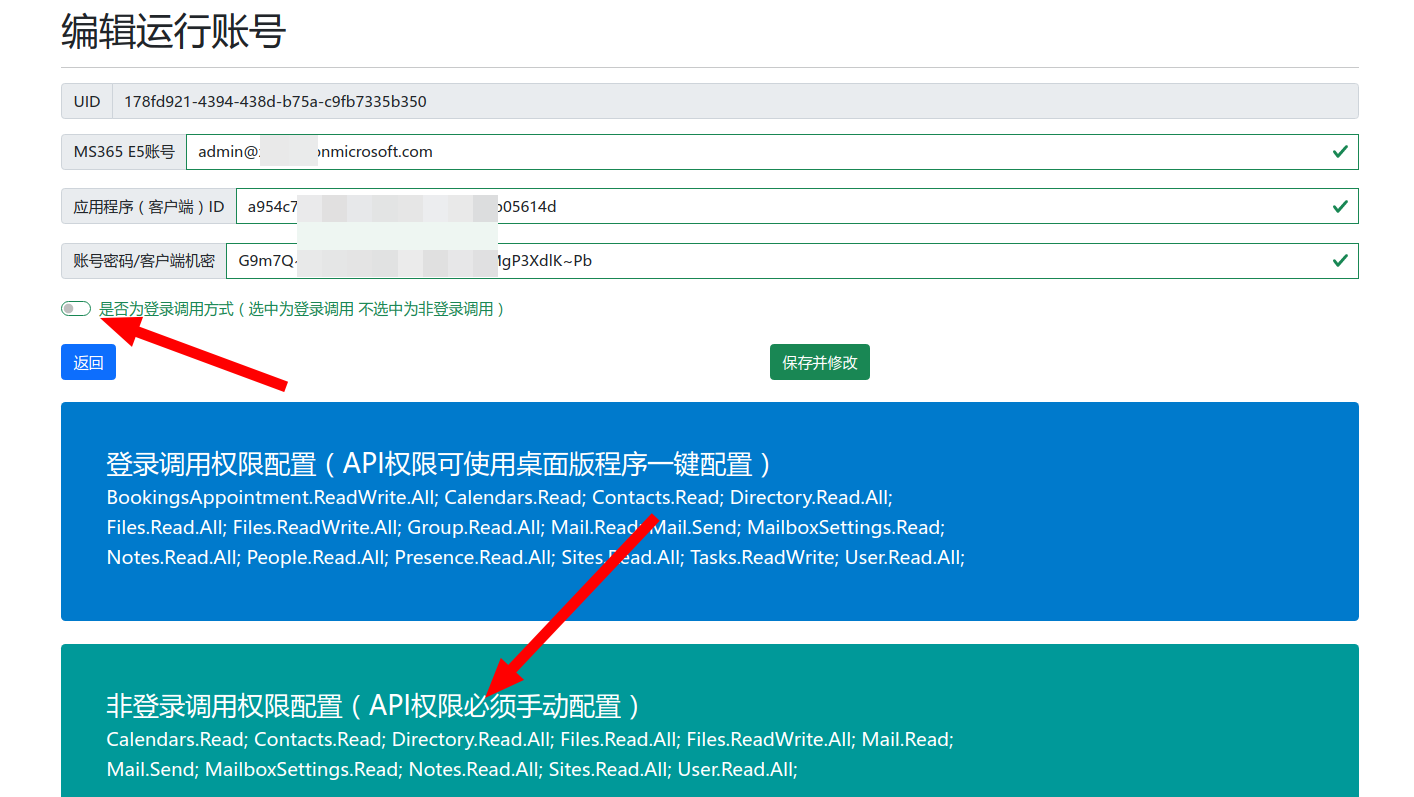 编辑运行账号
UID 178fd921-4394-438d-b75a-c9fb7335b350
MS365 E5账号 admin@ onmicrosoft.com
应用程序（客户端）ID a954c7 05614d
账号密码/客户端机密 G9m7Q gP3XdlK~Pb
是否为登录调用方式（选中为登录调用 不选中为非登录调用）
返回 保存并修改
登录调用权限配置（API权限可使用桌面版程序一键配置）
BookingsAppointment.ReadWrite.All; Calendars.Read; Contacts.Read; Directory.Read.All;
Files.Read.All; Files.ReadWrite.All; Group.Read.All; Mail.Read; Mail.Send; MailboxSettings.Read;
Notes.Read.All; People.Read.All; Presence.Read.All; Sites.Read.All; Tasks.ReadWrite; User.Read.All;
非登录调用权限配置（API权限必须手动配置）
Calendars.Read; Contacts.Read; Directory.Read.All; Files.Read.All; Files.ReadWrite.All; Mail.Read;
Mail.Send; MailboxSettings.Read; Notes.Read.All; Sites.Read.All; User.Read.All;